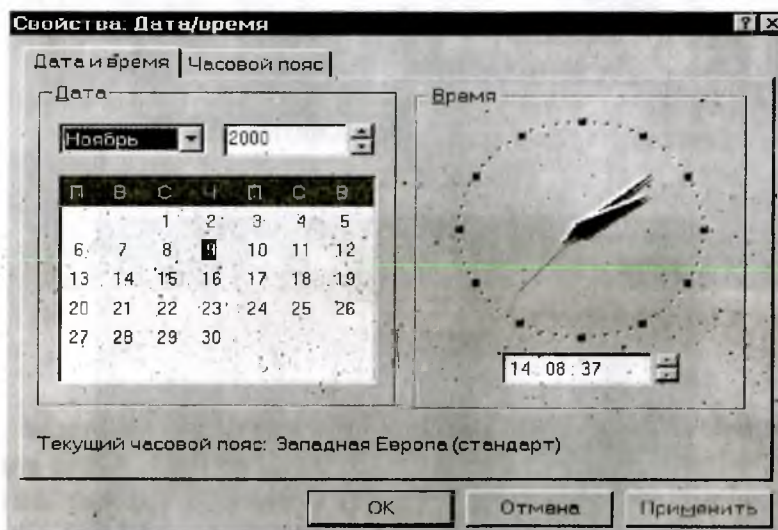 Свойства: Дата/время
Дата и время Часовой пояс
Дата
Ноябрь 2000
П В С Ч П С В
1 2 3 4 5
6 7 8 9 10 11 12
13 14 15 16 17 18 19
20 21 22 23 24 25 26
27 28 29 30
Время
14:08:37
Текущий часовой пояс: Западная Европа (стандарт)
OK Отмена Применить